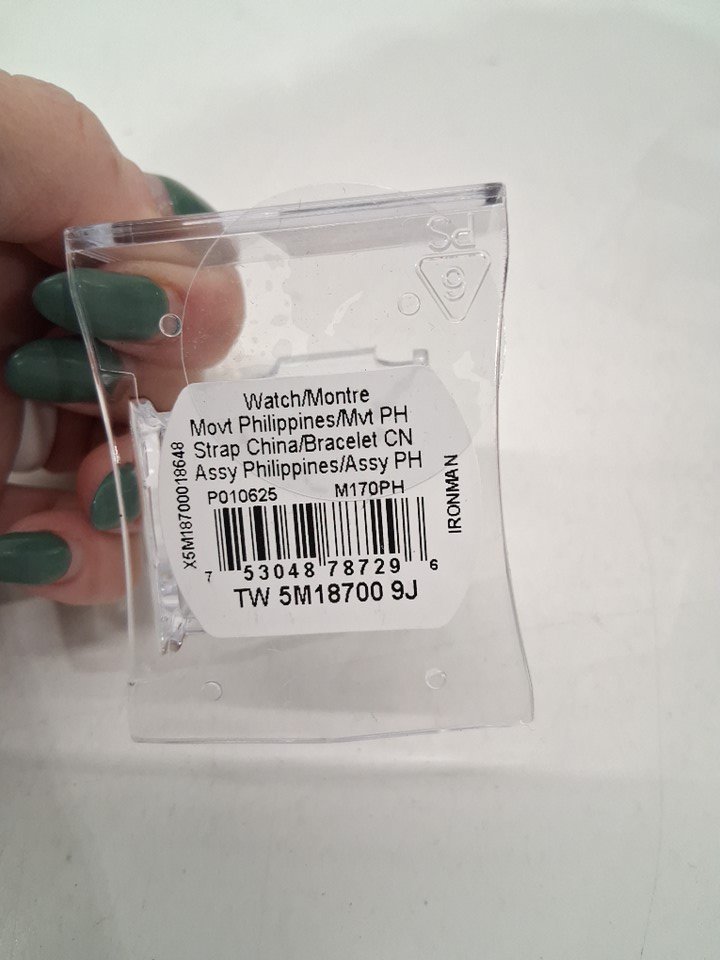 PS
6
Watch/Montre
Movt Philippines/Mvt PH
Strap China/Bracelet CN
Assy Philippines/Assy PH
P010625 M170PH
X5M18700018648
IRONMAN
7 53048 78729 6
TW 5M18700 9J